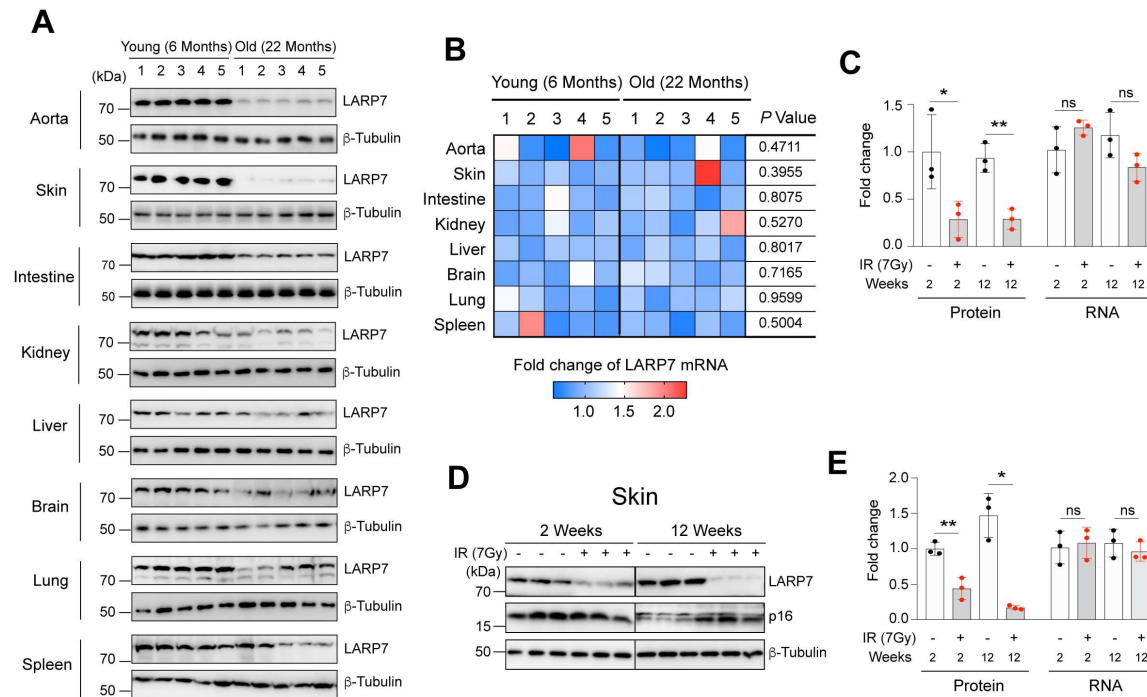 A
Young (6 Months) Old (22 Months)
(kDa) 1 2 3 4 5 1 2 3 4 5
Aorta
70
LARP7
50
β-Tubulin
Skin
70
LARP7
50
β-Tubulin
Intestine
70
LARP7
50
β-Tubulin
Kidney
70
LARP7
50
β-Tubulin
Liver
70
LARP7
50
β-Tubulin
Brain
70
LARP7
50
β-Tubulin
Lung
70
LARP7
50
β-Tubulin
Spleen
70
LARP7
50
β-Tubulin
B
Young (6 Months) Old (22 Months)
1 2 3 4 5 1 2 3 4 5 P Value
Aorta 0.4711
Skin 0.3955
Intestine 0.8075
Kidney 0.5270
Liver 0.8017
Brain 0.7165
Lung 0.9599
Spleen 0.5004
Fold change of LARP7 mRNA
1.0 1.5 2.0
C
Fold change
1.5
1.0
0.5
0.0
* ** ns ns
IR (7Gy) - + - + - + - +
Weeks 2 2 12 12 2 2 12 12
Protein RNA
D
Skin
2 Weeks 12 Weeks
IR (7Gy) - - - + + + - - - + + +
(kDa)
70
LARP7
15
p16
50
β-Tubulin
E
Fold change
2.0
1.5
1.0
0.5
0.0
** * ns ns
IR (7Gy) - + - + - + - +
Weeks 2 2 12 12 2 2 12 12
Protein RNA